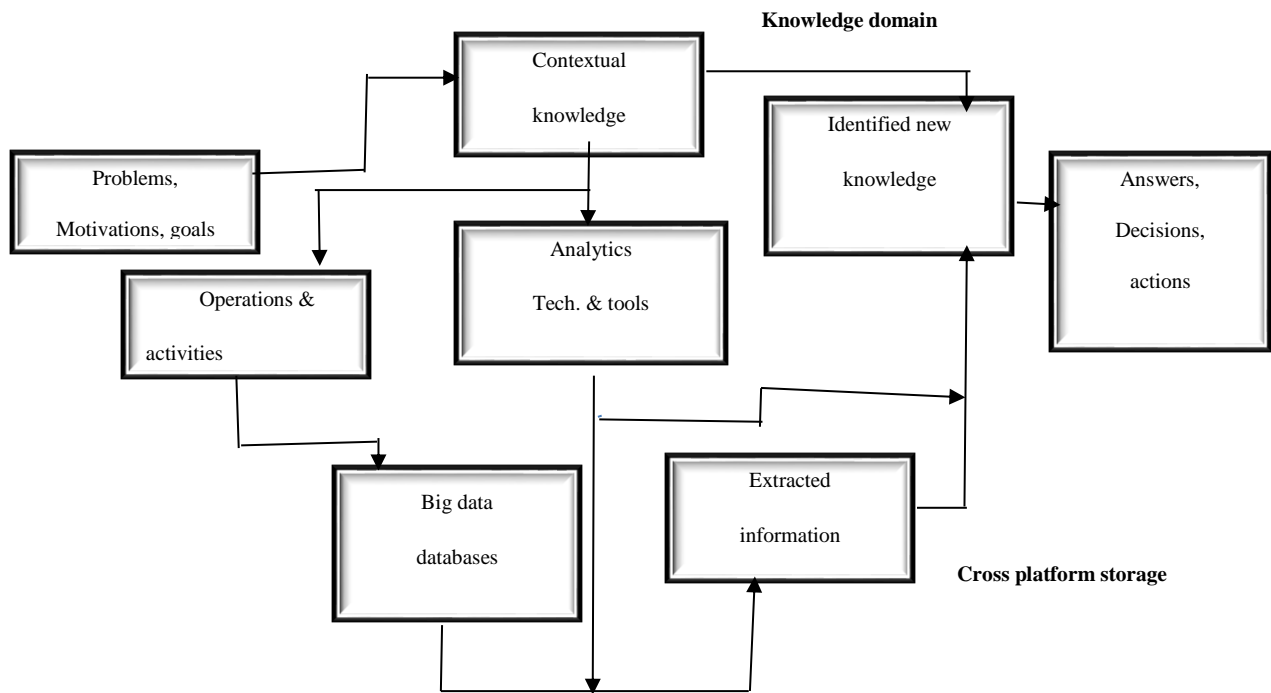 Knowledge domain
Contextual
knowledge
Identified new
knowledge
Problems,
Motivations, goals
Answers,
Decisions,
actions
Analytics
Tech. & tools
Operations &
activities
Big data
databases
Extracted
information
Cross platform storage